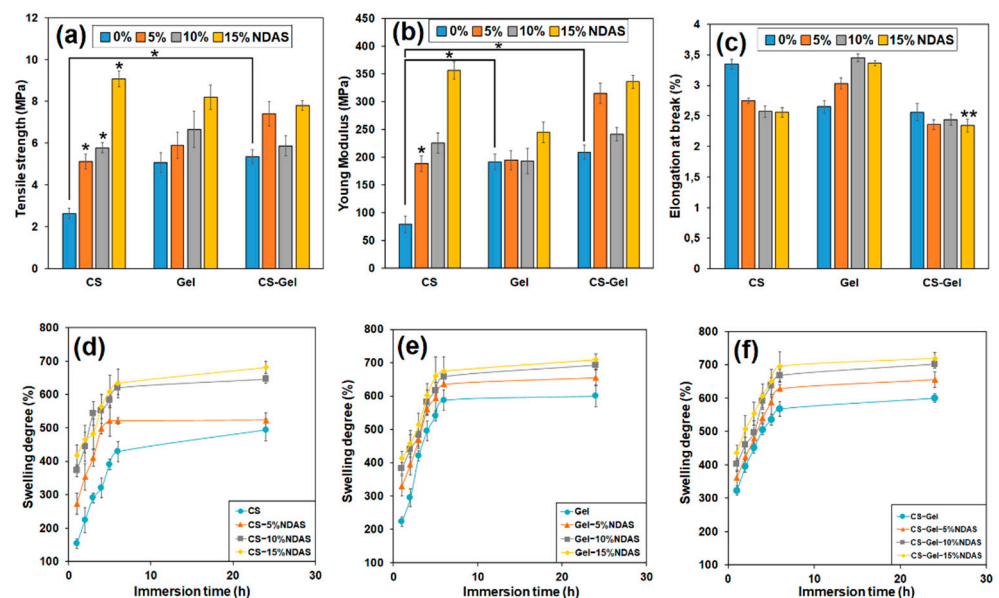 (a)
0% 5% 10% 15% NDAS
*
* * *
Tensile strength (MPa)
12
10
8
6
4
2
0
CS Gel CS-Gel
(b)
0% 5% 10% 15% NDAS
*
*
* *
Young Modulus (MPa)
450
400
350
300
250
200
150
100
50
0
CS Gel CS-Gel
(c)
0% 5% 10% 15% NDAS
**
Elongation at break (%)
4
3,5
3
2,5
2
1,5
1
0,5
0
CS Gel CS-Gel
(d)
Swelling degree (%)
800
700
600
500
400
300
200
100
0 10 20 30
Immersion time (h)
CS
CS-5%NDAS
CS-10%NDAS
CS-15%NDAS
(e)
Swelling degree (%)
800
700
600
500
400
300
200
100
0 10 20 30
Immersion time (h)
Gel
Gel-5%NDAS
Gel-10%NDAS
Gel-15%NDAS
(f)
Swelling degree (%)
800
700
600
500
400
300
200
100
0 10 20 30
Immersion time (h)
CS-Gel
CS-Gel-5%NDAS
CS-Gel-10%NDAS
CS-Gel-15%NDAS